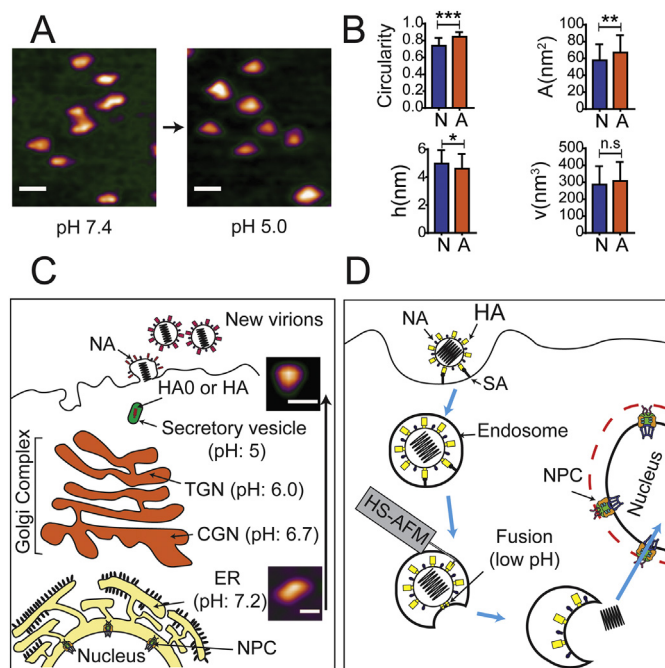 A
pH 7.4
pH 5.0
B
Circularity
1.0
0.8
0.6
0.4
0.2
0.0
***
N A
A(nm²)
100
80
60
40
20
0
**
N A
h(nm)
6
4
2
0
*
N A
v(nm³)
500
400
300
200
100
0
n.s
N A
C
New virions
NA
HA0 or HA
Secretory vesicle
(pH: 5)
Golgi Complex
TGN (pH: 6.0)
CGN (pH: 6.7)
ER
(pH: 7.2)
NPC
Nucleus
D
NA
HA
SA
Endosome
HS-AFM
Fusion
(low pH)
NPC
Nucleus